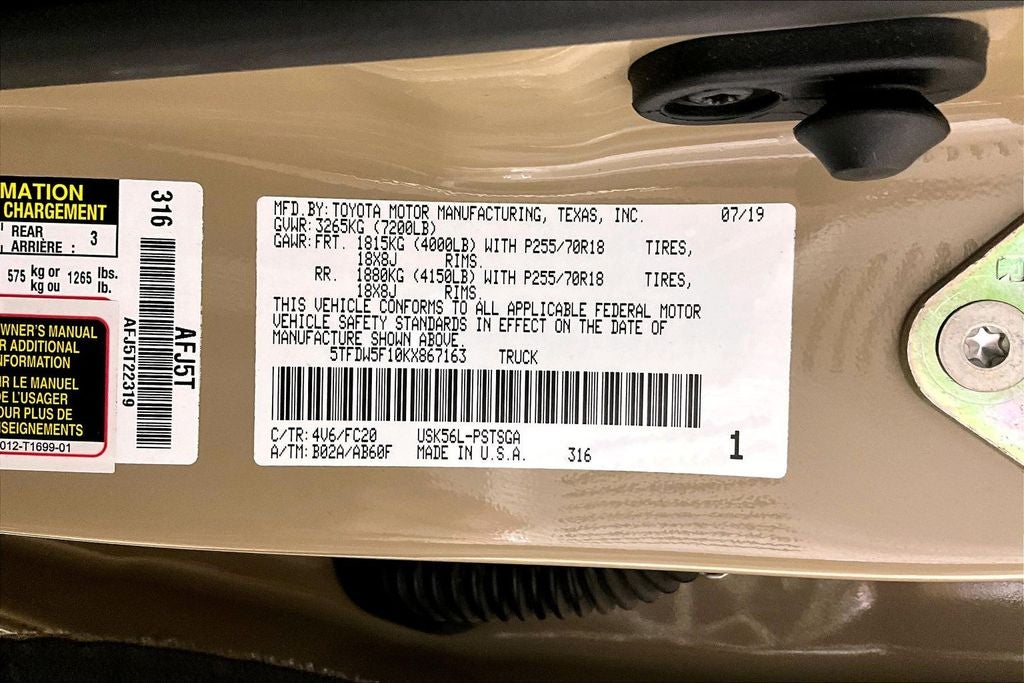 MATION
CHARGEMENT
REAR
ARRIÈRE : 3
575 kg or 1265 lbs.
kg ou lb.
OWNER'S MANUAL
R ADDITIONAL
NFORMATION
R LE MANUEL
DE L'USAGER
OUR PLUS DE
SEIGNEMENTS
012-T1699-01
316
AFJ5T
AFJ5T22319
MFD.BY:TOYOTA MOTOR MANUFACTURING, TEXAS, INC. 07/19
GVWR:3265KG (7200LB)
GAWR:FRT. 1815KG (4000LB) WITH P255/70R18 TIRES,
18X8J RIMS
RR. 1880KG (4150LB) WITH P255/70R18 TIRES,
18X8J RIMS
THIS VEHICLE CONFORMS TO ALL APPLICABLE FEDERAL MOTOR
VEHICLE SAFETY STANDARDS IN EFFECT ON THE DATE OF
MANUFACTURE SHOWN ABOVE.
5TFDW5F10KX867163 TRUCK
C/TR:4V6/FC20 USK56L-PSTSGA
A/TM:B02A/AB60F MADE IN U.S.A. 316 1